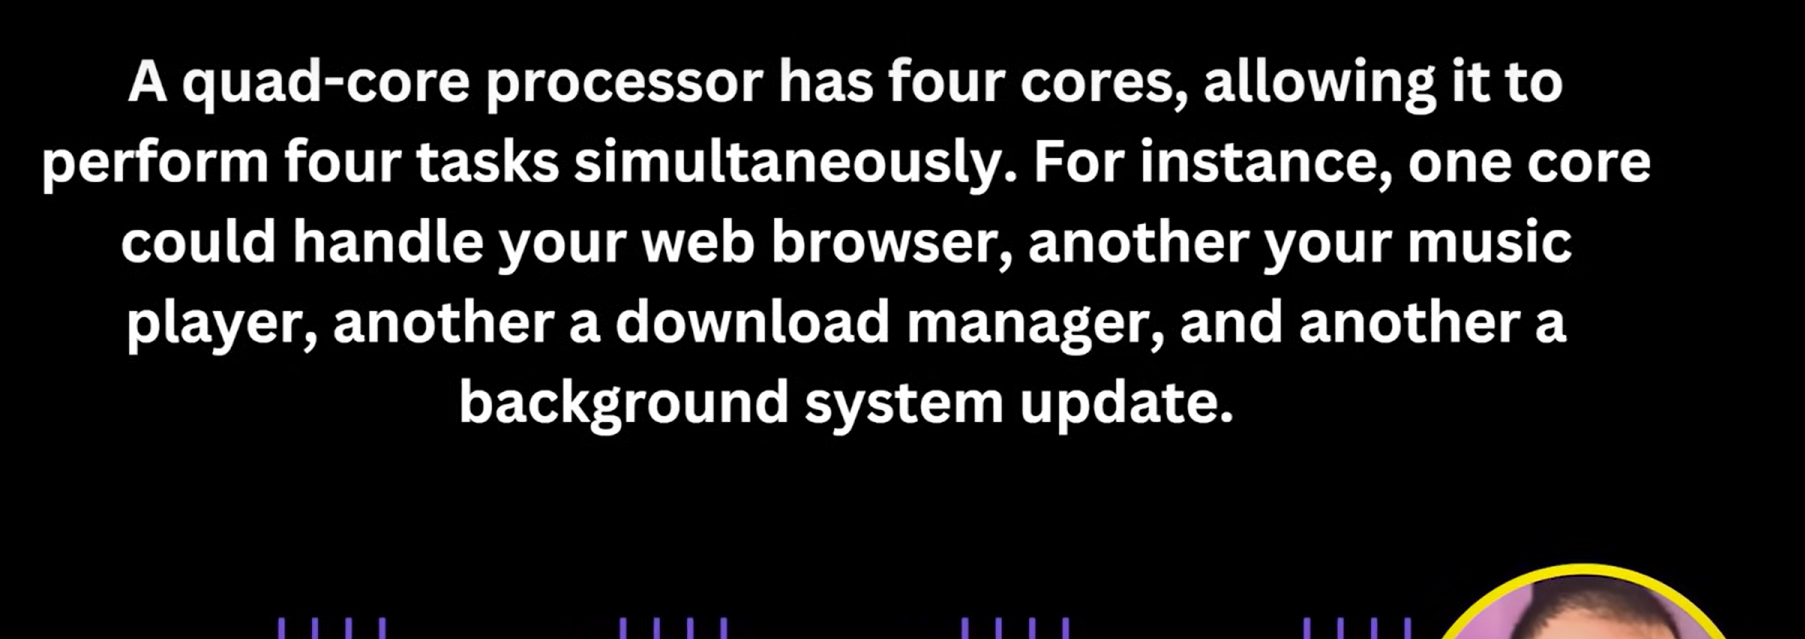 A quad-core processor has four cores, allowing it to
perform four tasks simultaneously. For instance, one core
could handle your web browser, another your music
player, another a download manager, and another a
background system update.